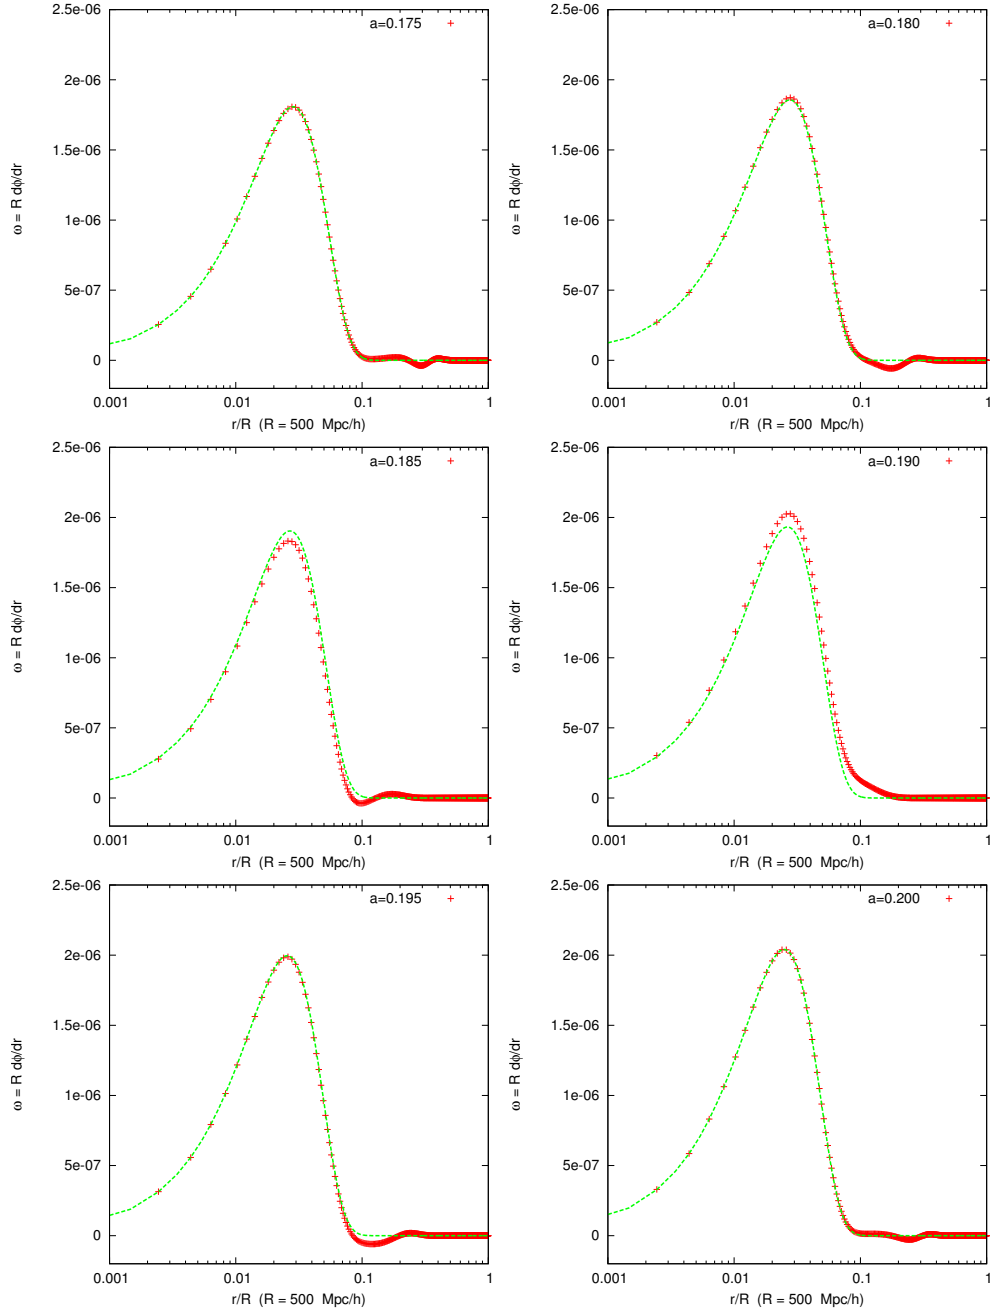 2.5e-06
2e-06
1.5e-06
1e-06
5e-07
0
0.001
0.01
0.1
1
ω = R dϕ/dr
r/R (R = 500 Mpc/h)
a=0.175
2.5e-06
2e-06
1.5e-06
1e-06
5e-07
0
0.001
0.01
0.1
1
ω = R dϕ/dr
r/R (R = 500 Mpc/h)
a=0.180
2.5e-06
2e-06
1.5e-06
1e-06
5e-07
0
0.001
0.01
0.1
1
ω = R dϕ/dr
r/R (R = 500 Mpc/h)
a=0.185
2.5e-06
2e-06
1.5e-06
1e-06
5e-07
0
0.001
0.01
0.1
1
ω = R dϕ/dr
r/R (R = 500 Mpc/h)
a=0.190
2.5e-06
2e-06
1.5e-06
1e-06
5e-07
0
0.001
0.01
0.1
1
ω = R dϕ/dr
r/R (R = 500 Mpc/h)
a=0.195
2.5e-06
2e-06
1.5e-06
1e-06
5e-07
0
0.001
0.01
0.1
1
ω = R dϕ/dr
r/R (R = 500 Mpc/h)
a=0.200